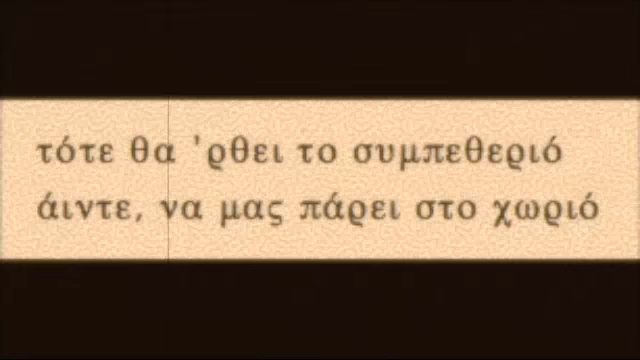 τότε θα 'ρθει το συμπεθεριό
άιντε, να μας πάρει στο χωριό